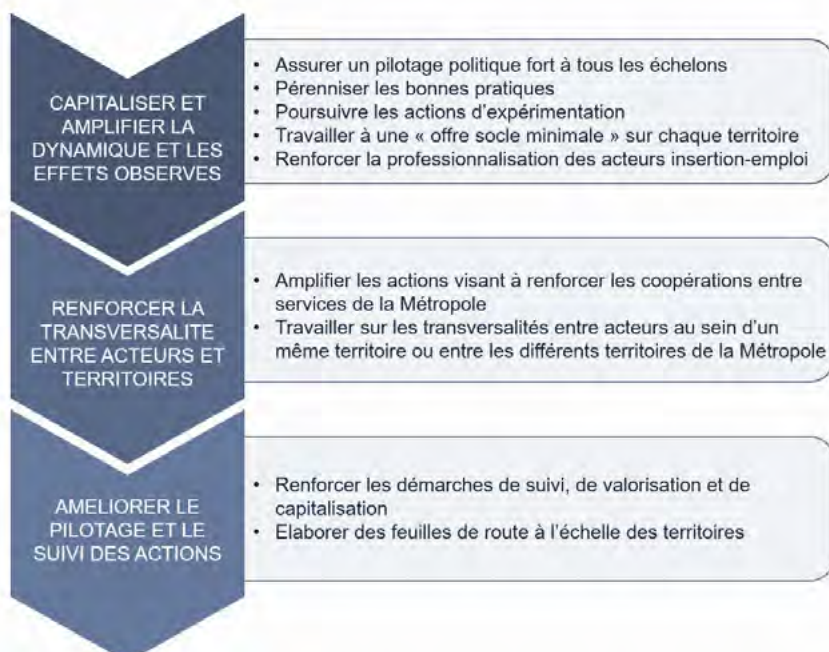 CAPITALISER ET
AMPLIFIER LA
DYNAMIQUE ET LES
EFFETS OBSERVES
• Assurer un pilotage politique fort à tous les échelons
• Pérenniser les bonnes pratiques
• Poursuivre les actions d'expérimentation
• Travailler à une « offre socle minimale » sur chaque territoire
• Renforcer la professionnalisation des acteurs insertion-emploi
RENFORCER LA
TRANSVERSALITE
ENTRE ACTEURS ET
TERRITOIRES
• Amplifier les actions visant à renforcer les coopérations entre
services de la Métropole
• Travailler sur les transversalités entre acteurs au sein d'un
même territoire ou entre les différents territoires de la Métropole
AMELIORER LE
PILOTAGE ET LE
SUIVI DES ACTIONS
• Renforcer les démarches de suivi, de valorisation et de
capitalisation
• Elaborer des feuilles de route à l'échelle des territoires